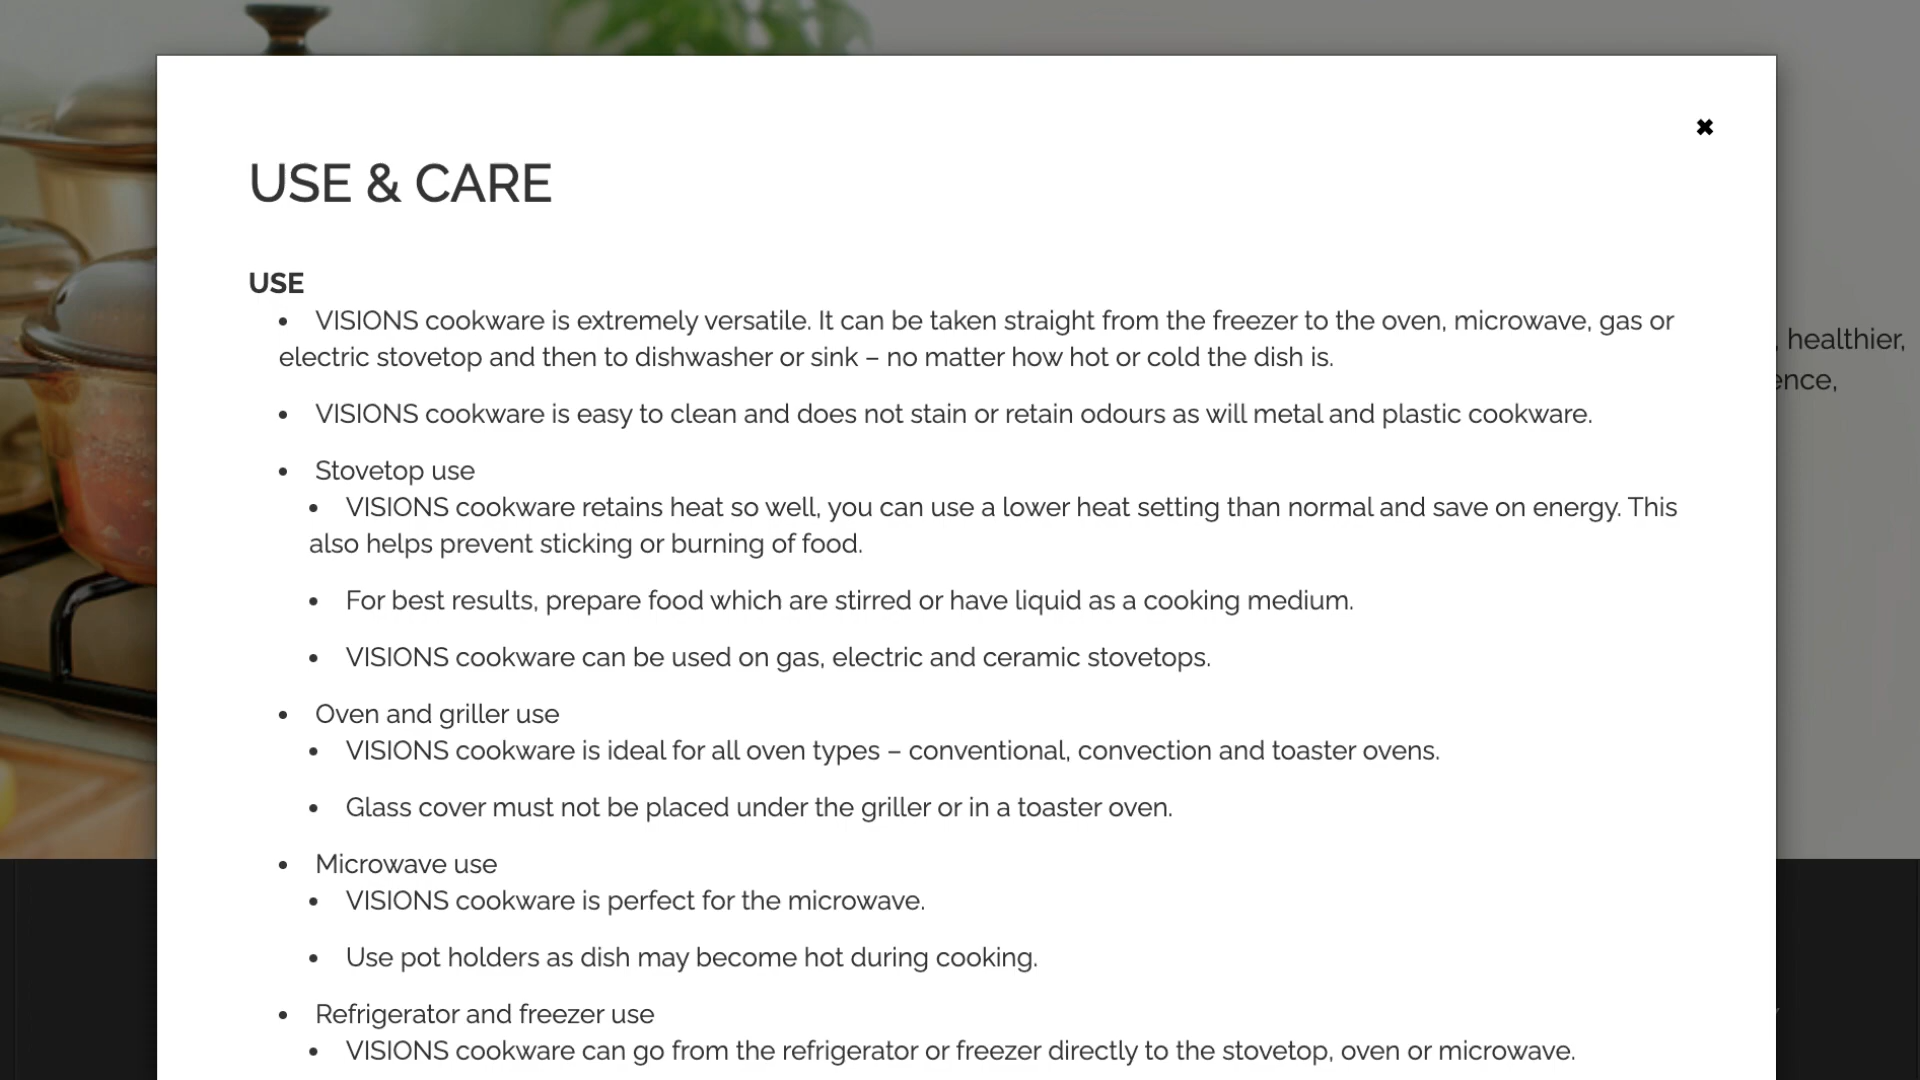 USE & CARE
USE
• VISIONS cookware is extremely versatile. It can be taken straight from the freezer to the oven, microwave, gas or
electric stovetop and then to dishwasher or sink – no matter how hot or cold the dish is.
• VISIONS cookware is easy to clean and does not stain or retain odours as will metal and plastic cookware.
• Stovetop use
• VISIONS cookware retains heat so well, you can use a lower heat setting than normal and save on energy. This
also helps prevent sticking or burning of food.
• For best results, prepare food which are stirred or have liquid as a cooking medium.
• VISIONS cookware can be used on gas, electric and ceramic stovetops.
• Oven and griller use
• VISIONS cookware is ideal for all oven types – conventional, convection and toaster ovens.
• Glass cover must not be placed under the griller or in a toaster oven.
• Microwave use
• VISIONS cookware is perfect for the microwave.
• Use pot holders as dish may become hot during cooking.
• Refrigerator and freezer use
• VISIONS cookware can go from the refrigerator or freezer directly to the stovetop, oven or microwave.
, healthier,
ence,